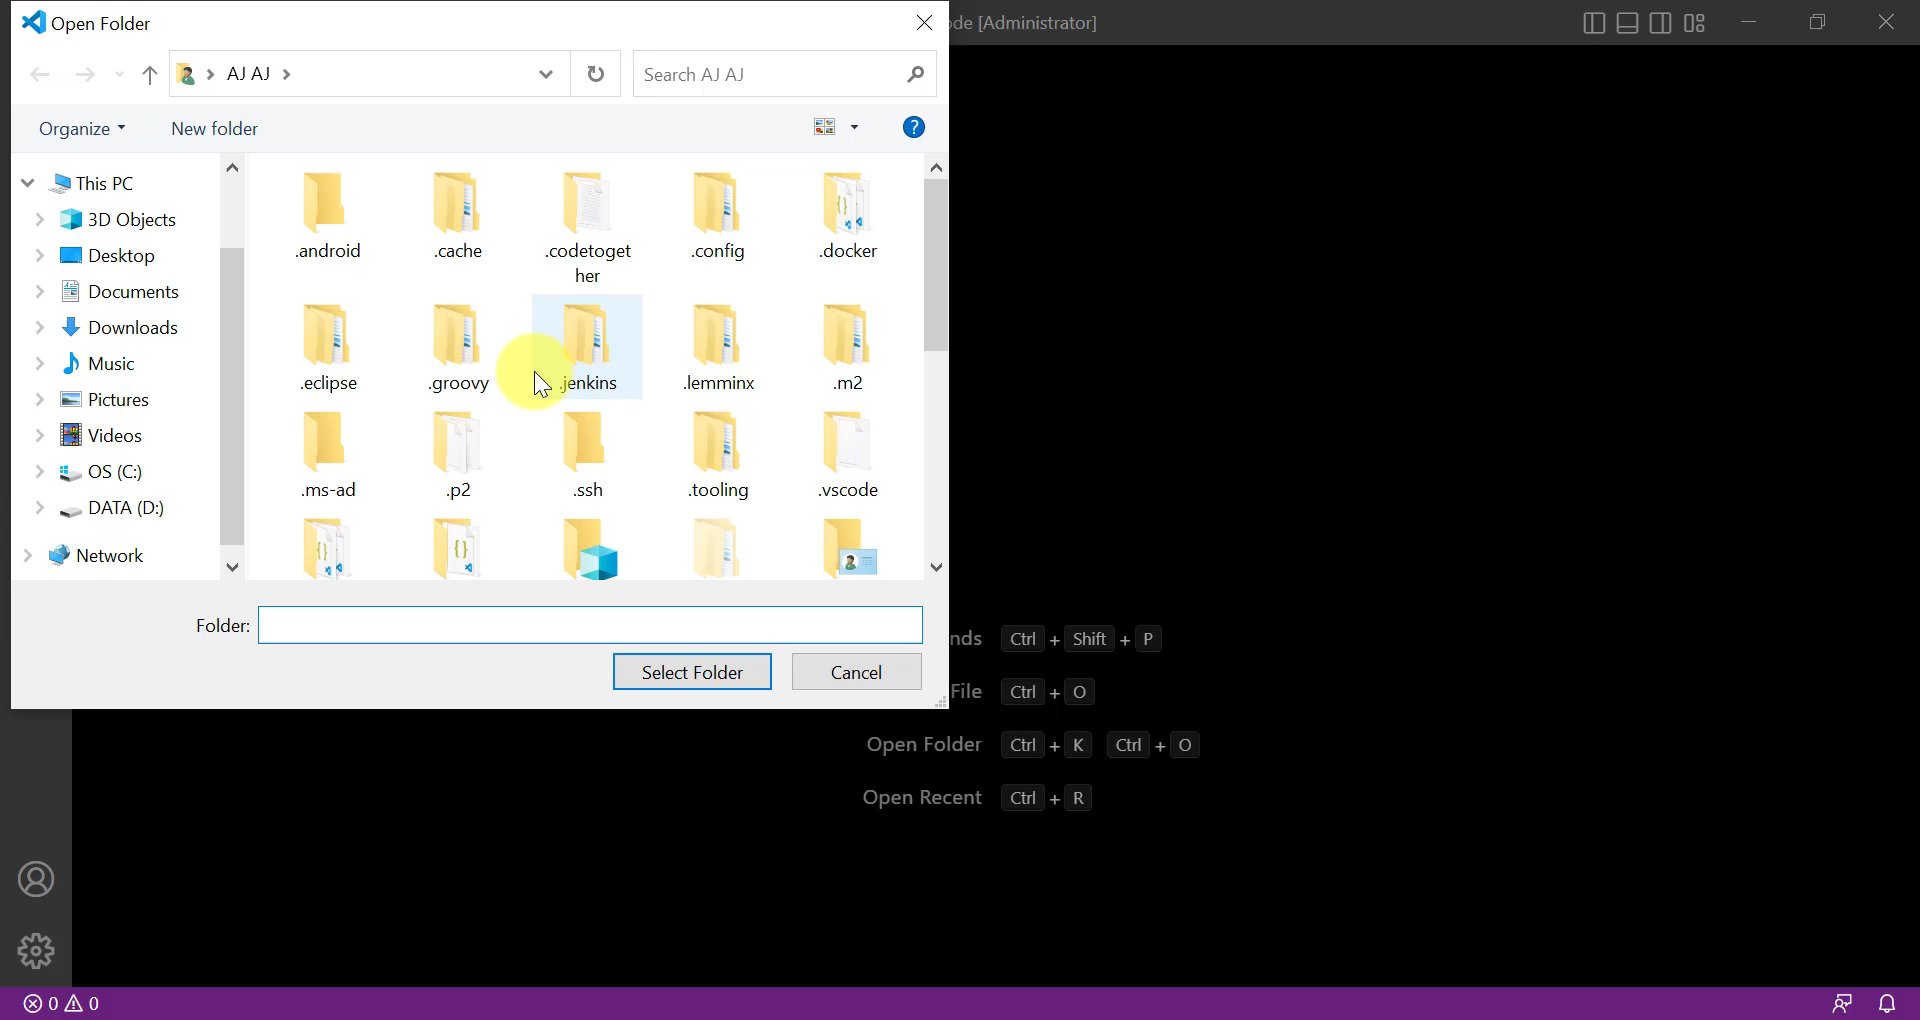 Open Folder
de [Administrator]
AJ AJ
Search AJ AJ
Organize
New folder
?
This PC
3D Objects
Desktop
Documents
Downloads
Music
Pictures
Videos
OS (C:)
DATA (D:)
Network
.android
.cache
.codetoget
her
.config
.docker
.eclipse
.groovy
.jenkins
.lemminx
.m2
.ms-ad
.p2
.ssh
.tooling
.vscode
Folder:
Select Folder
Cancel
nds Ctrl + Shift + P
File Ctrl + O
Open Folder Ctrl + K Ctrl + O
Open Recent Ctrl + R
0 0